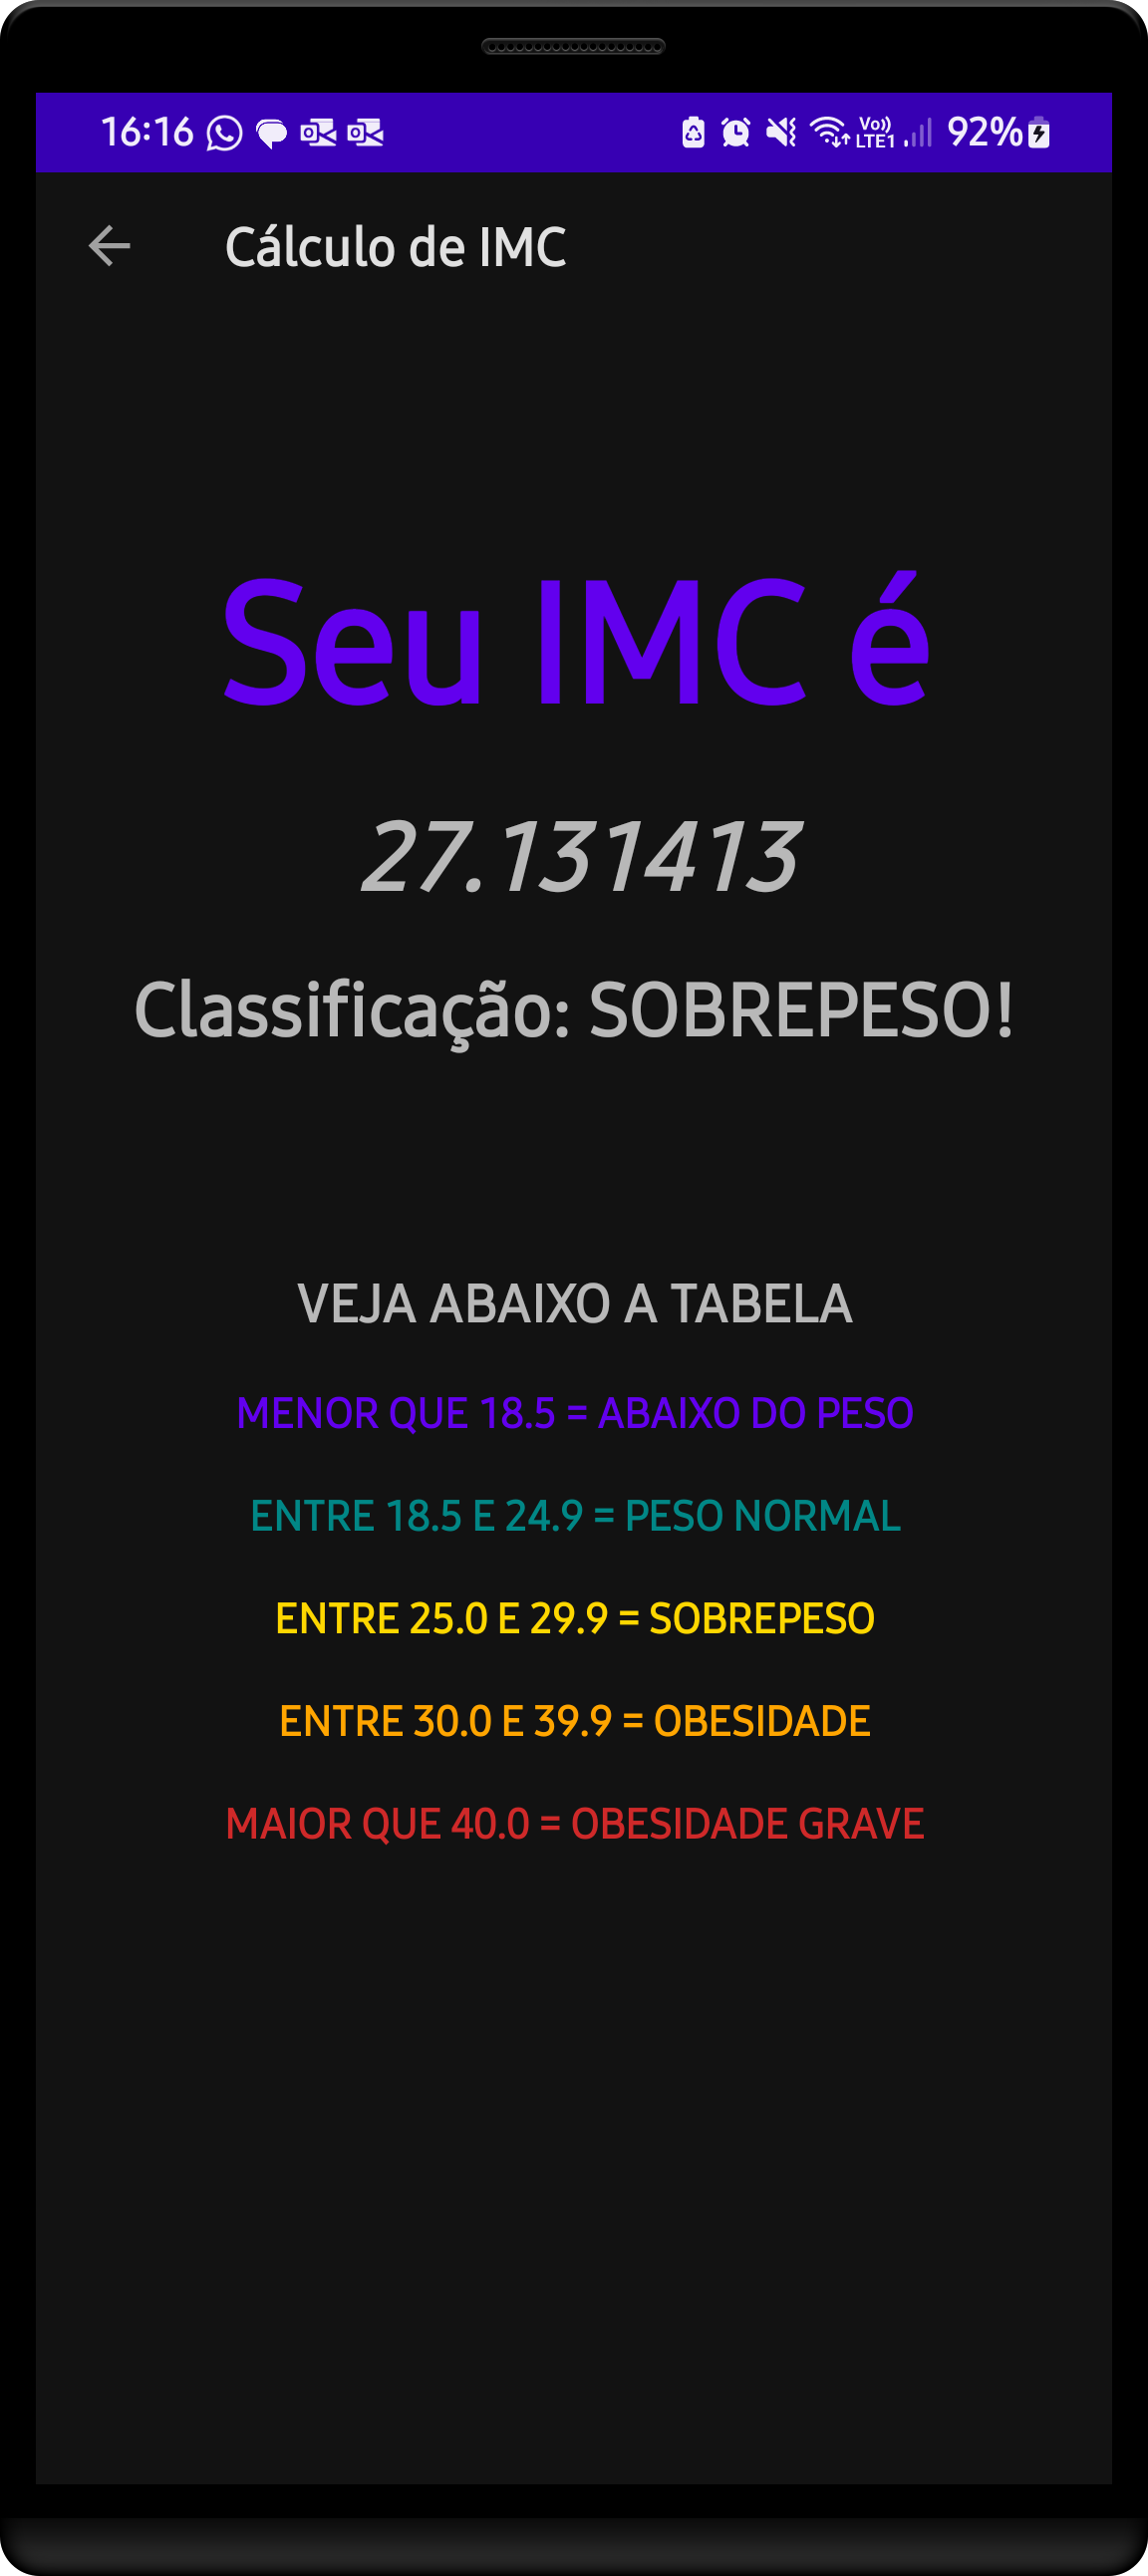 16:16 Vo)) LTE1 92%
Cálculo de IMC
Seu IMC é
27.131413
Classificação: SOBREPESO!
VEJA ABAIXO A TABELA
MENOR QUE 18.5 = ABAIXO DO PESO
ENTRE 18.5 E 24.9 = PESO NORMAL
ENTRE 25.0 E 29.9 = SOBREPESO
ENTRE 30.0 E 39.9 = OBESIDADE
MAIOR QUE 40.0 = OBESIDADE GRAVE